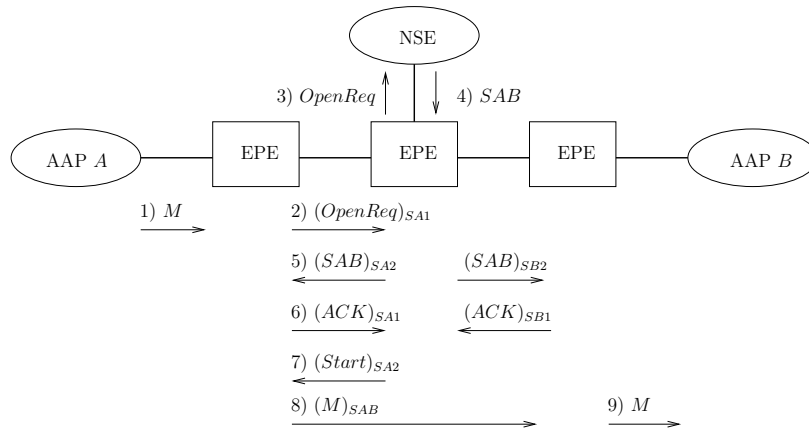 NSE
3) OpenReq
4) SAB
AAP A
EPE
EPE
EPE
AAP B
1) M
2) (OpenReq)SA1
5) (SAB)SA2
(SAB)SB2
6) (ACK)SA1
(ACK)SB1
7) (Start)SA2
8) (M)SAB
9) M